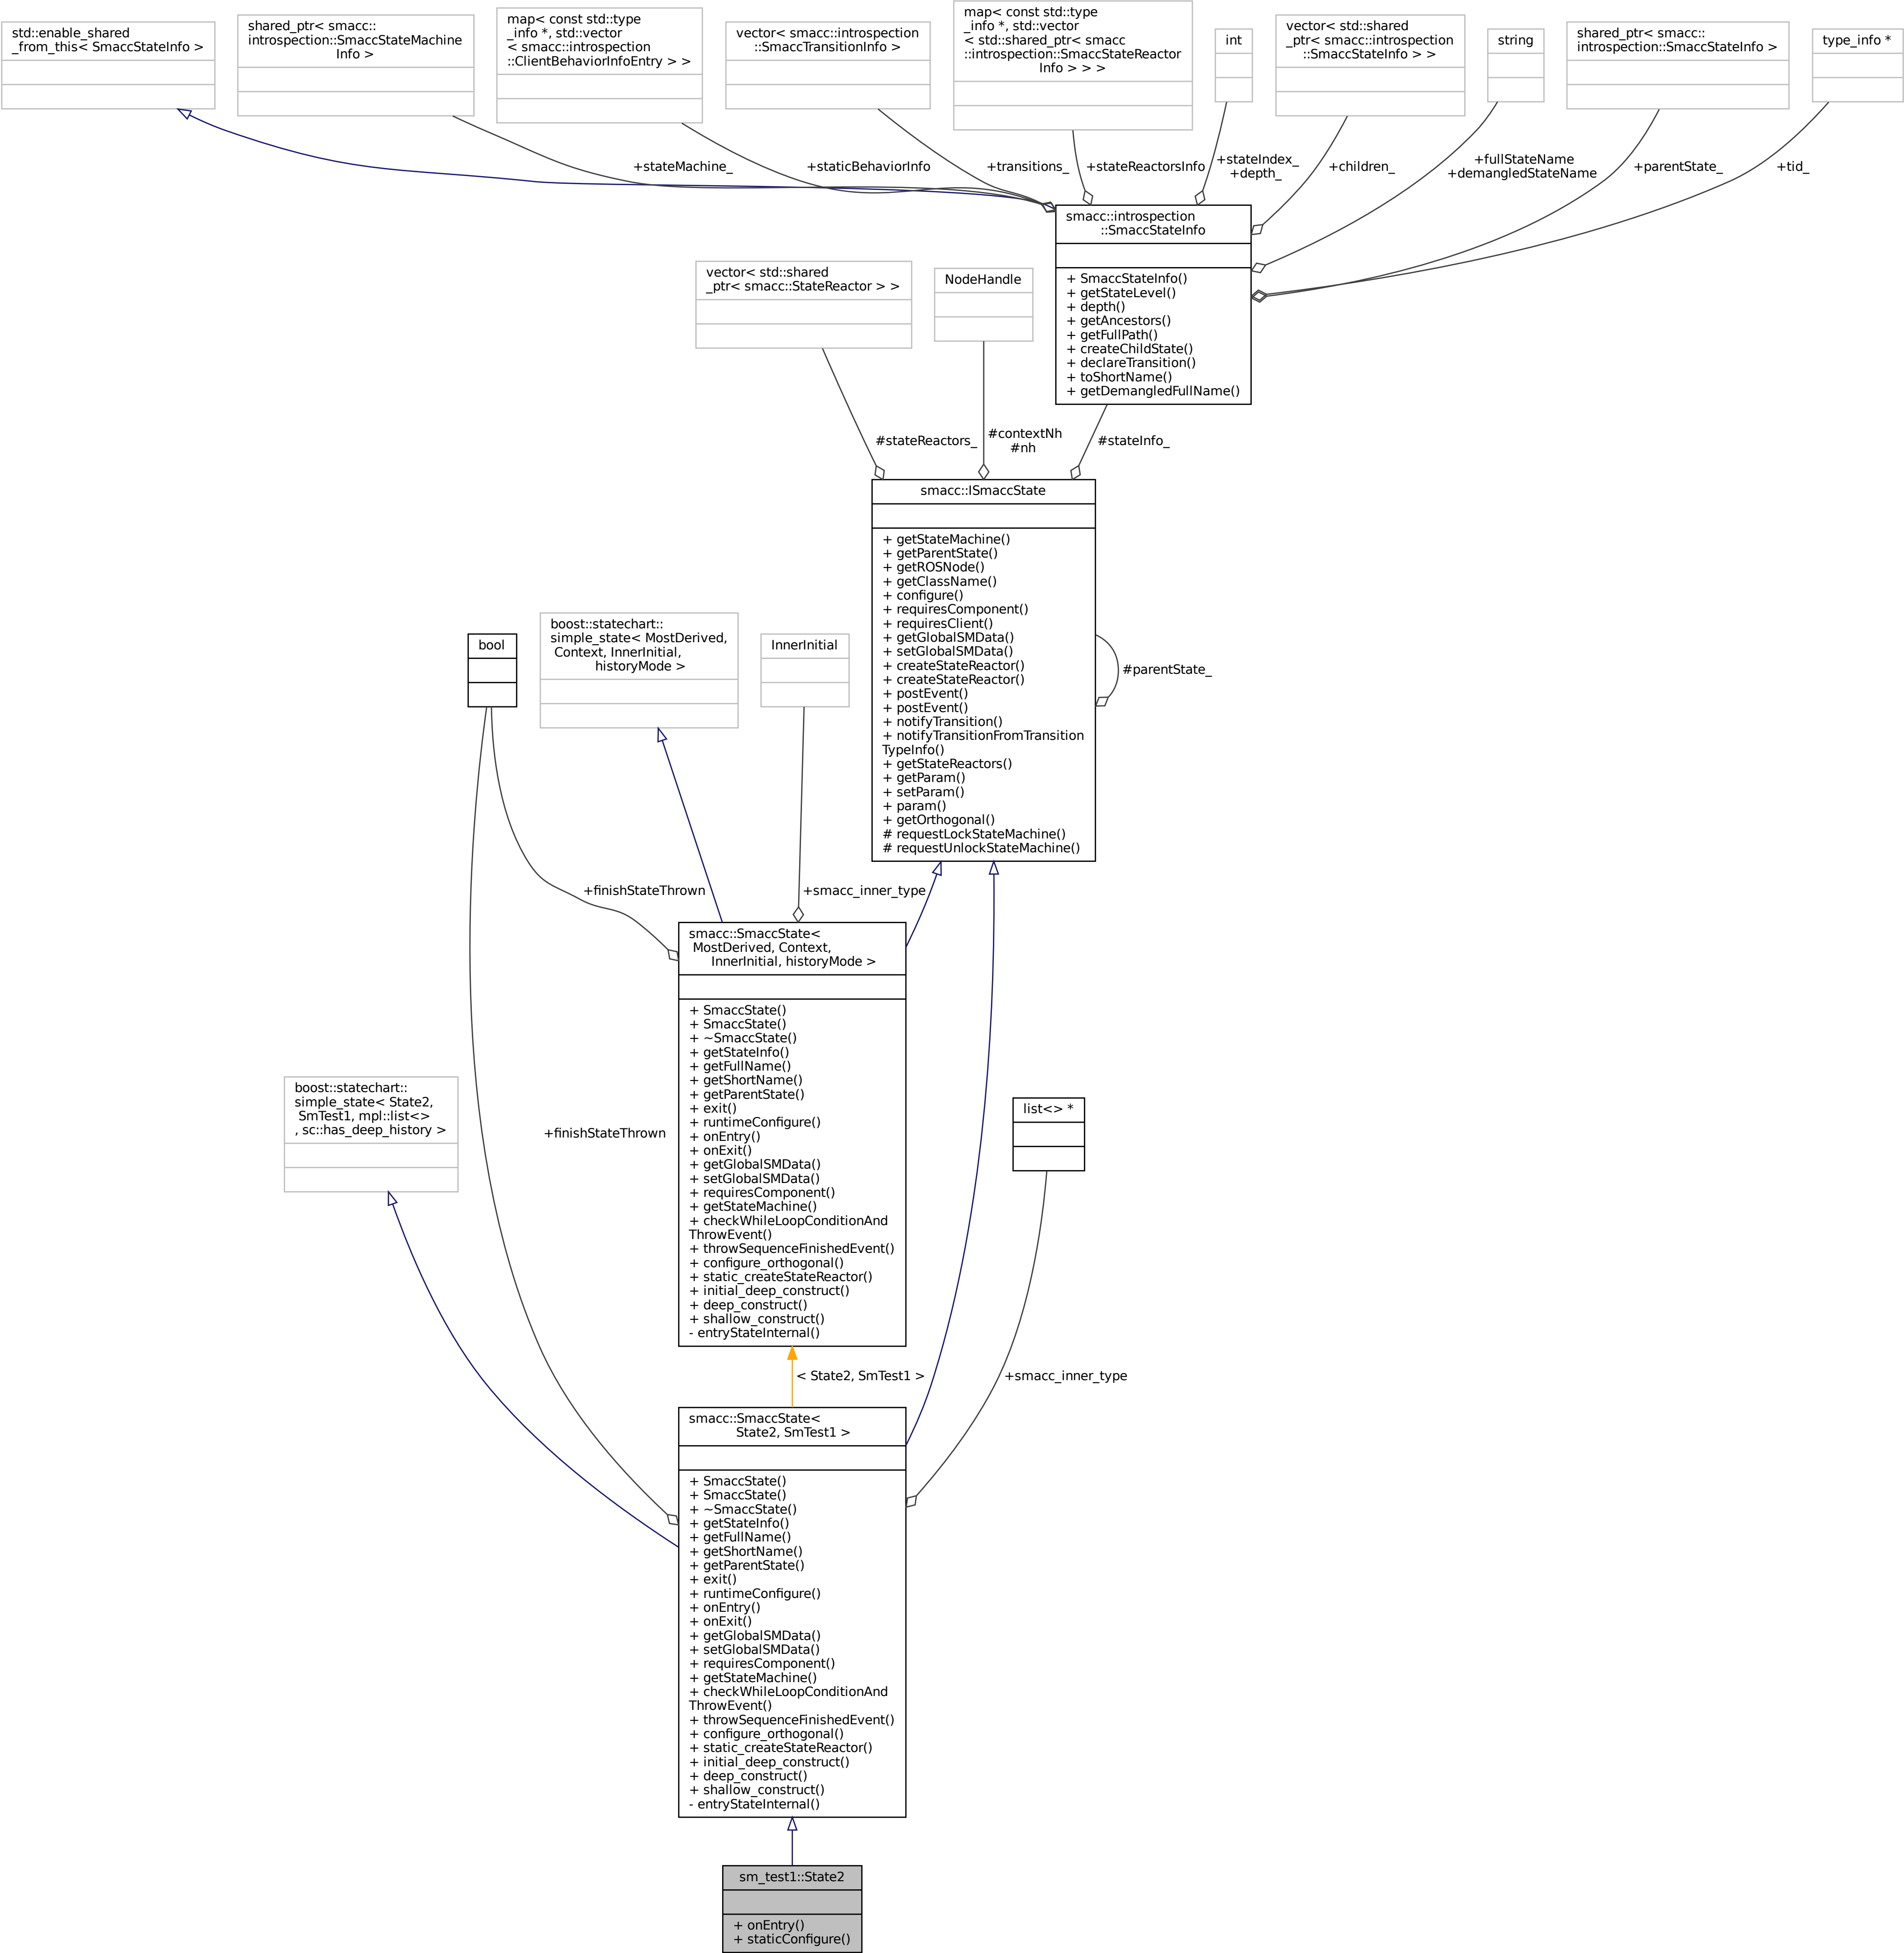 std::enable_shared
_from_this< SmaccStateInfo >
shared_ptr< smacc::
introspection::SmaccStateMachine
Info >
map< const std::type
_info *, std::vector
< smacc::introspection
::ClientBehaviorInfoEntry > >
vector< smacc::introspection
::SmaccTransitionInfo >
map< const std::type
_info *, std::vector
< std::shared_ptr< smacc
::introspection::SmaccStateReactor
Info > > >
int
vector< std::shared
_ptr< smacc::introspection
::SmaccStateInfo > >
string
shared_ptr< smacc::
introspection::SmaccStateInfo >
type_info *
+stateMachine_
+staticBehaviorInfo
+transitions_
+stateReactorsInfo
+stateIndex_
+depth_
+children_
+fullStateName
+demangledStateName
+parentState_
+tid_
smacc::introspection
::SmaccStateInfo
+ SmaccStateInfo()
+ getStateLevel()
+ depth()
+ getAncestors()
+ getFullPath()
+ createChildState()
+ declareTransition()
+ toShortName()
+ getDemangledFullName()
vector< std::shared
_ptr< smacc::StateReactor > >
NodeHandle
#stateReactors_
#contextNh
#nh
#stateInfo_
smacc::ISmaccState
+ getStateMachine()
+ getParentState()
+ getROSNode()
+ getClassName()
+ configure()
+ requiresComponent()
+ requiresClient()
+ getGlobalSMData()
+ setGlobalSMData()
+ createStateReactor()
+ createStateReactor()
+ postEvent()
+ postEvent()
+ notifyTransition()
+ notifyTransitionFromTransition
TypeInfo()
+ getStateReactors()
+ getParam()
+ setParam()
+ param()
+ getOrthogonal()
# requestLockStateMachine()
# requestUnlockStateMachine()
#parentState_
bool
boost::statechart::
simple_state< MostDerived,
Context, InnerInitial,
historyMode >
InnerInitial
+finishStateThrown
+smacc_inner_type
smacc::SmaccState<
MostDerived, Context,
InnerInitial, historyMode >
+ SmaccState()
+ SmaccState()
+ ~SmaccState()
+ getStateInfo()
+ getFullName()
+ getShortName()
+ getParentState()
+ exit()
+ runtimeConfigure()
+ onEntry()
+ onExit()
+ getGlobalSMData()
+ setGlobalSMData()
+ requiresComponent()
+ getStateMachine()
+ checkWhileLoopConditionAnd
ThrowEvent()
+ throwSequenceFinishedEvent()
+ configure_orthogonal()
+ static_createStateReactor()
+ initial_deep_construct()
+ deep_construct()
+ shallow_construct()
- entryStateInternal()
boost::statechart::
simple_state< State2,
SmTest1, mpl::list<>
, sc::has_deep_history >
+finishStateThrown
list<> *
< State2, SmTest1 >
+smacc_inner_type
smacc::SmaccState<
State2, SmTest1 >
+ SmaccState()
+ SmaccState()
+ ~SmaccState()
+ getStateInfo()
+ getFullName()
+ getShortName()
+ getParentState()
+ exit()
+ runtimeConfigure()
+ onEntry()
+ onExit()
+ getGlobalSMData()
+ setGlobalSMData()
+ requiresComponent()
+ getStateMachine()
+ checkWhileLoopConditionAnd
ThrowEvent()
+ throwSequenceFinishedEvent()
+ configure_orthogonal()
+ static_createStateReactor()
+ initial_deep_construct()
+ deep_construct()
+ shallow_construct()
- entryStateInternal()
sm_test1::State2
+ onEntry()
+ staticConfigure()